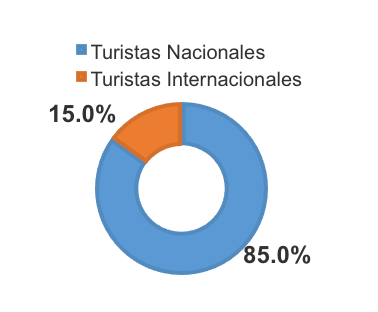 Turistas Nacionales
Turistas Internacionales
15.0%
85.0%